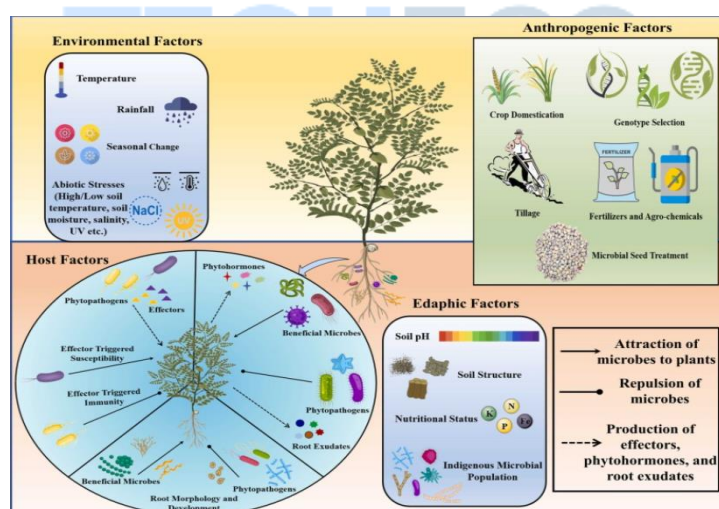 Environmental Factors
Temperature
Rainfall
Seasonal Change
Abiotic Stresses
(High/Low soil
temperature, soil
moisture, salinity,
UV etc.)
NaCl
UV
Anthropogenic Factors
Crop Domestication
Genotype Selection
FERTILIZER
Tillage
Fertilizers and Agro-chemicals
Microbial Seed Treatment
Host Factors
Phytohormones
Phytopathogens
Effectors
Beneficial Microbes
Effector Triggered
Susceptibility
Effector Triggered
Immunity
Phytopathogens
Root Exudates
Beneficial Microbes
Phytopathogens
Root Morphology and
Development
Edaphic Factors
Soil pH
Soil Structure
Nutritional Status
K
N
P
Fe
Indigenous Microbial
Population
Attraction of
microbes to plants
Repulsion of
microbes
Production of
effectors,
phytohormones, and
root exudates